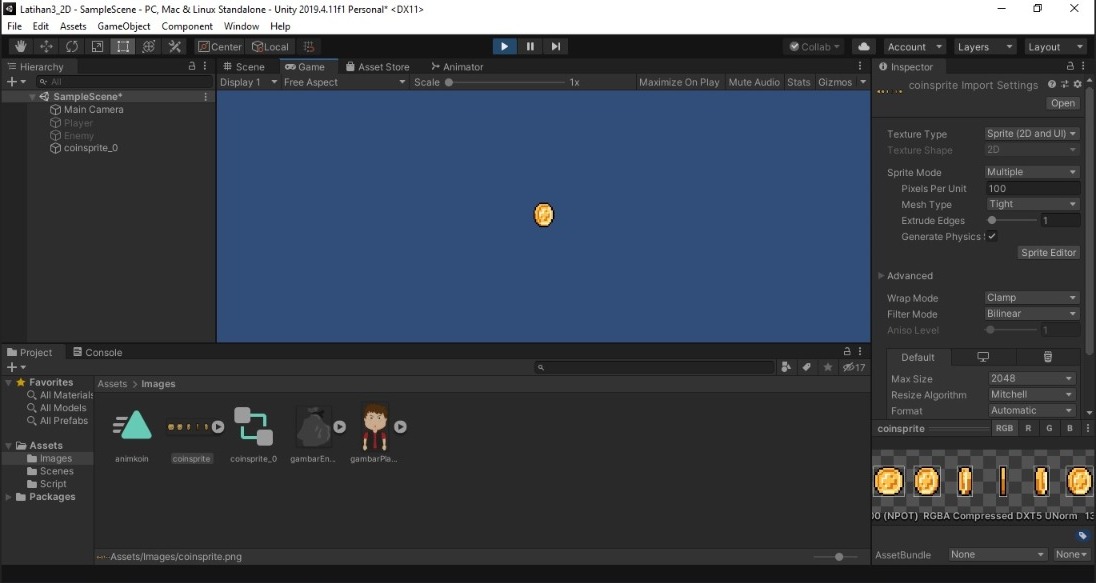 Latihan3_2D - SampleScene - PC, Mac & Linux Standalone - Unity 2019.4.11f1 Personal* <DX11>
File Edit Assets GameObject Component Window Help
Center Local Collab Account Layers Layout
Hierarchy
All
SampleScene*
Main Camera
Player
Enemy
coinsprite_0
Scene Game Asset Store Animator
Display 1 Free Aspect Scale 1x Maximize On Play Mute Audio Stats Gizmos
Inspector
coinsprite Import Settings
Open
Texture Type Sprite (2D and UI)
Texture Shape 2D
Sprite Mode Multiple
Pixels Per Unit 100
Mesh Type Tight
Extrude Edges 1
Generate Physics
Sprite Editor
Advanced
Wrap Mode Clamp
Filter Mode Bilinear
Aniso Level 1
Default
Max Size 2048
Resize Algorithm Mitchell
Format Automatic
coinsprite RGB R G B
(NPOT) RGBA Compressed DXT5 UNorm
AssetBundle None None
Project Console
17
Favorites
All Materials
All Models
All Prefabs
Assets
Images
Scenes
Script
Packages
Assets > Images
animkoin coinsprite coinsprite_0 gambarEn... gambarPla...
Assets/Images/coinsprite.png